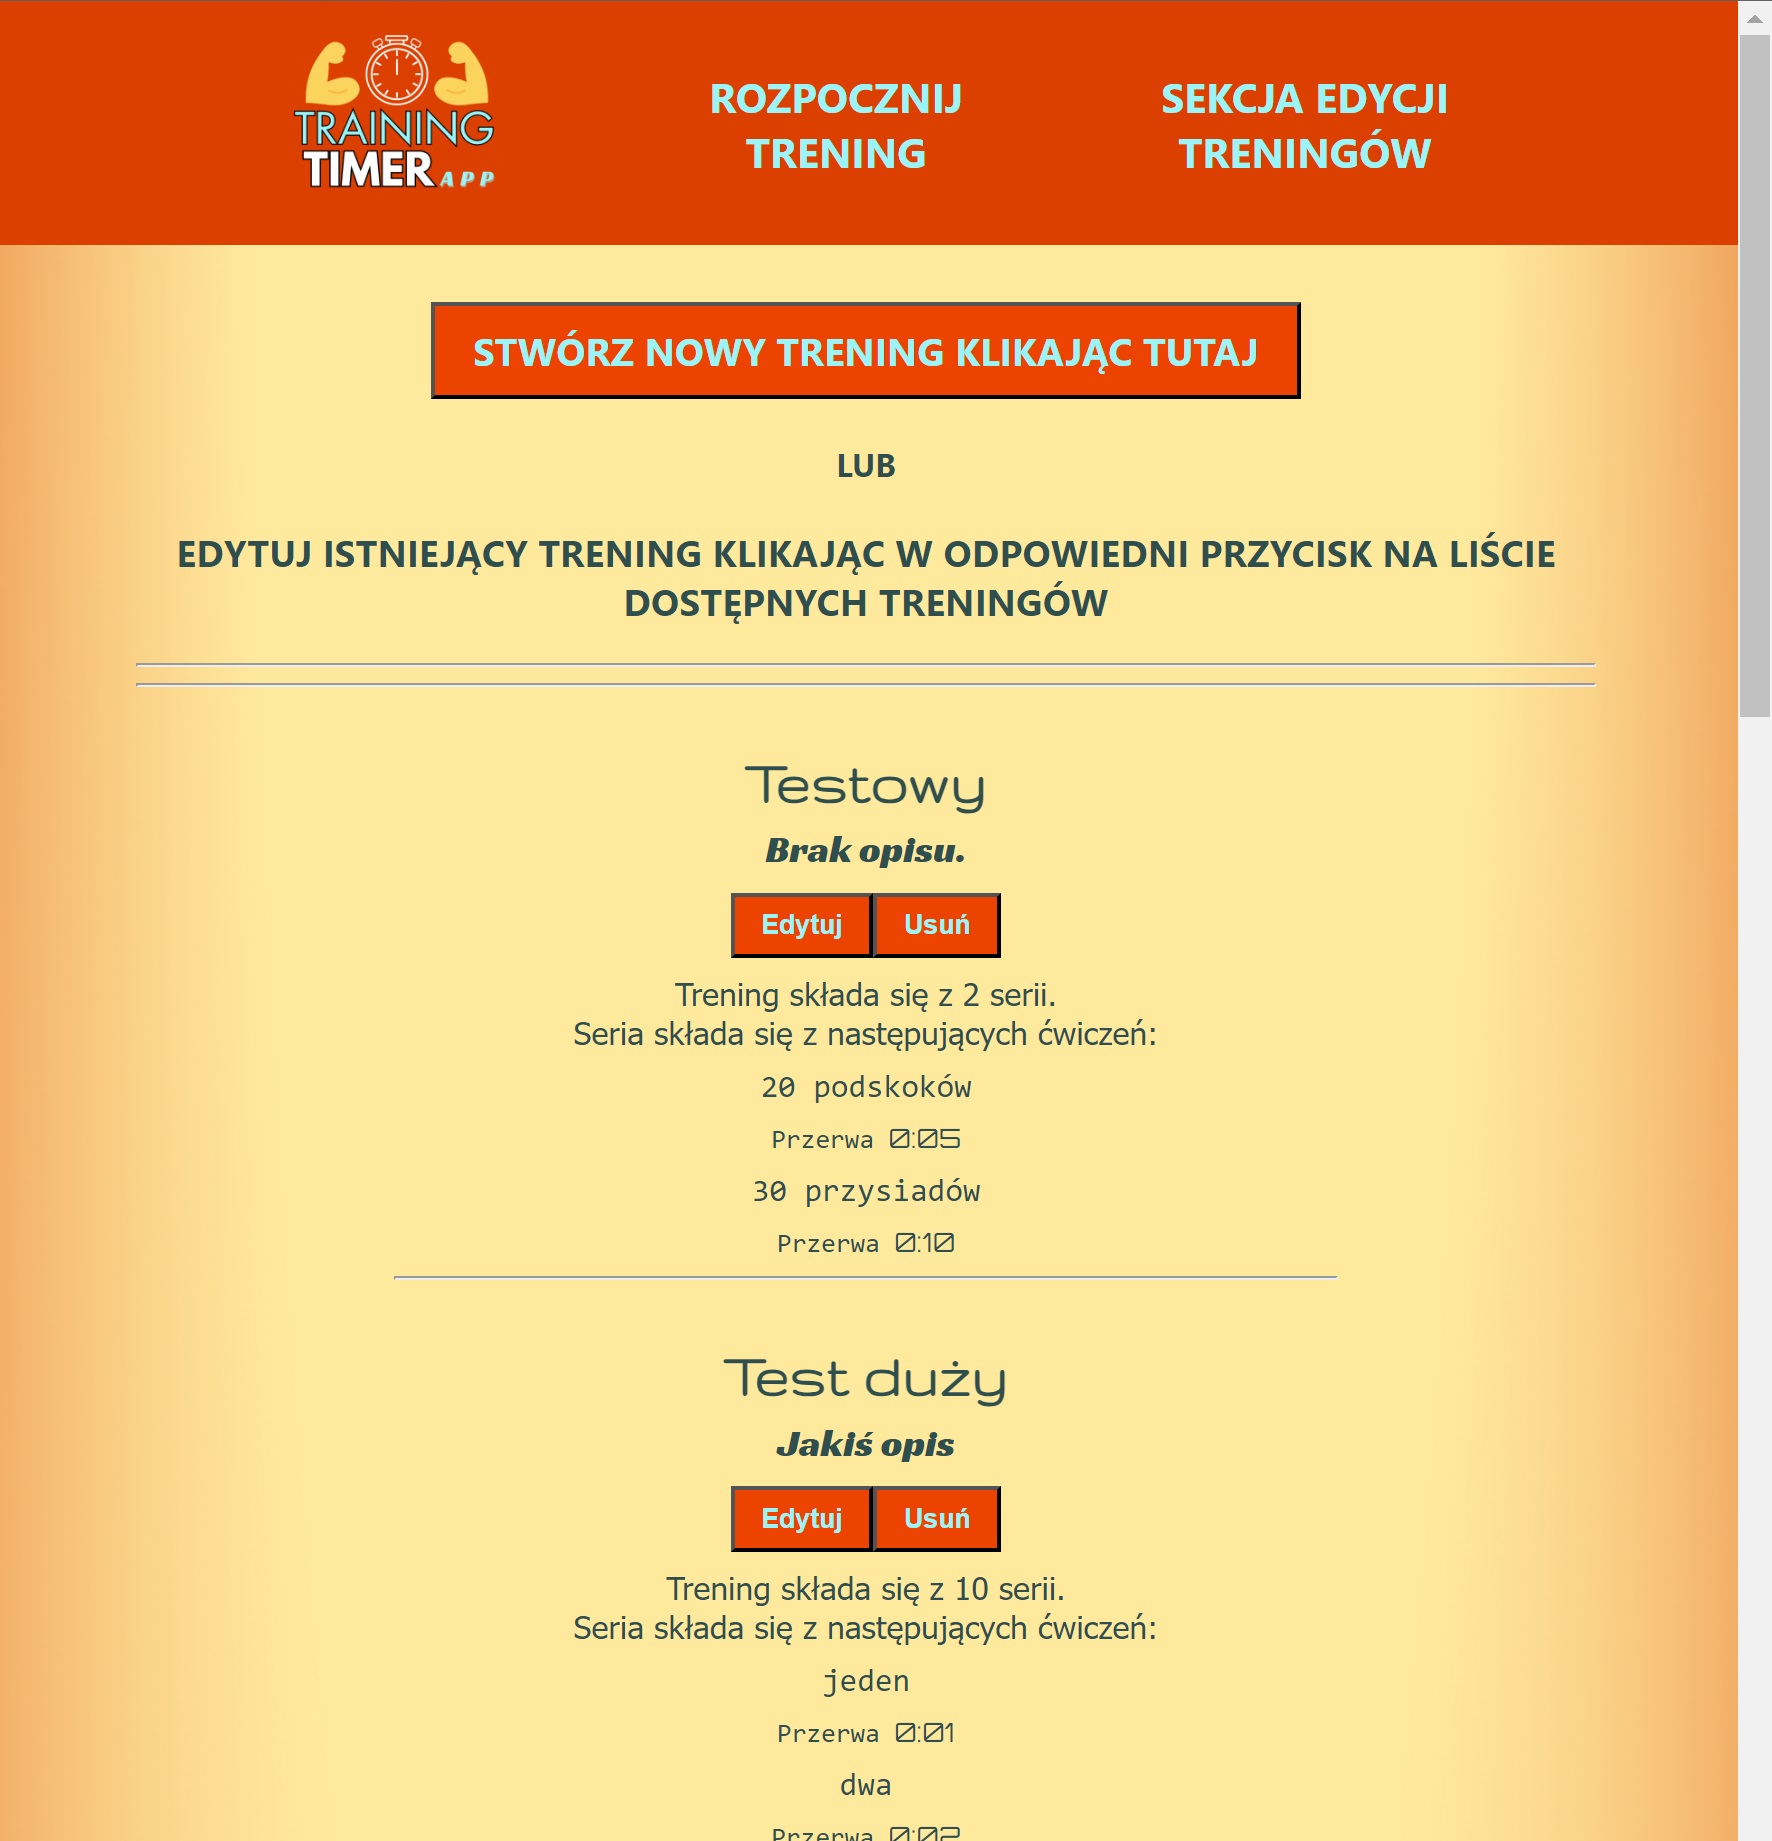 TRAINING
TIMER APP
ROZPOCZNIJ
TRENING
SEKCJA EDYCJI
TRENINGÓW
STWÓRZ NOWY TRENING KLIKAJĄC TUTAJ
LUB
EDYTUJ ISTNIEJĄCY TRENING KLIKAJĄC W ODPOWIEDNI PRZYCISK NA LIŚCIE
DOSTĘPNYCH TRENINGÓW
Testowy
Brak opisu.
Edytuj Usuń
Trening składa się z 2 serii.
Seria składa się z następujących ćwiczeń:
20 podskoków
Przerwa 0:05
30 przysiadów
Przerwa 0:10
Test duży
Jakiś opis
Edytuj Usuń
Trening składa się z 10 serii.
Seria składa się z następujących ćwiczeń:
jeden
Przerwa 0:01
dwa
Przerwa 0:02